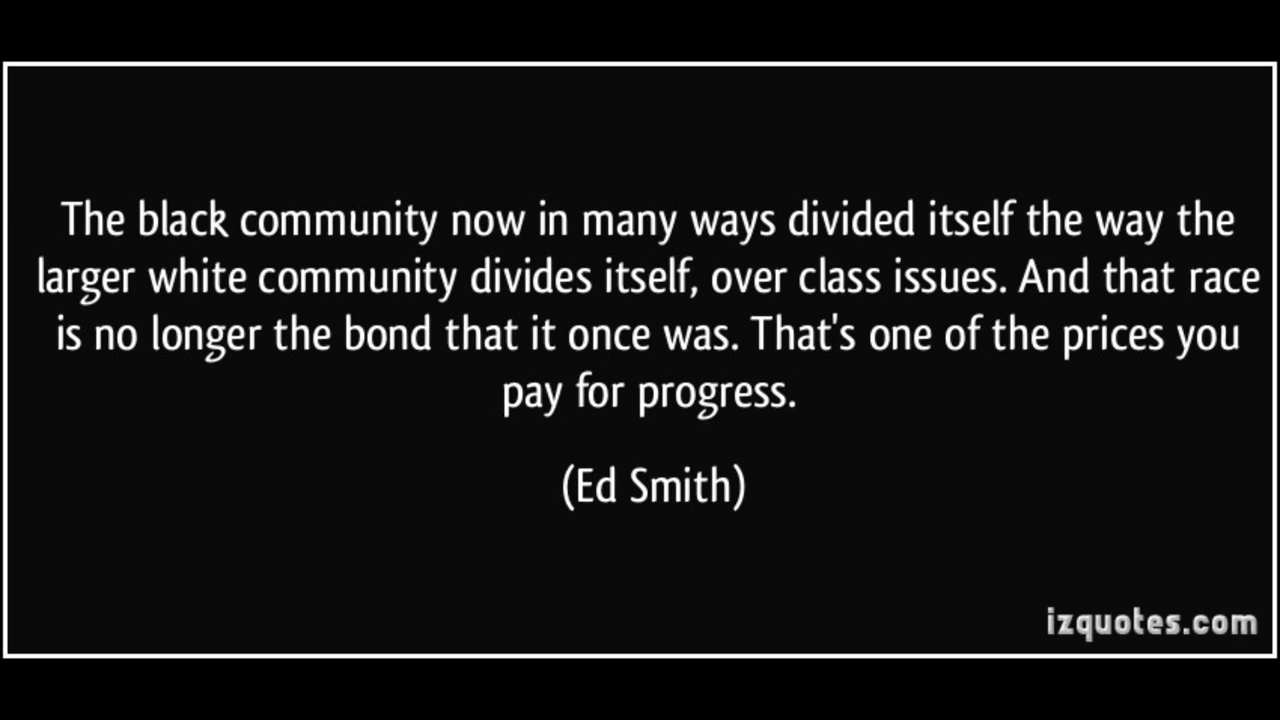 The black community now in many ways divided itself the way the
larger white community divides itself, over class issues. And that race
is no longer the bond that it once was. That's one of the prices you
pay for progress.
(Ed Smith)
izquotes.com